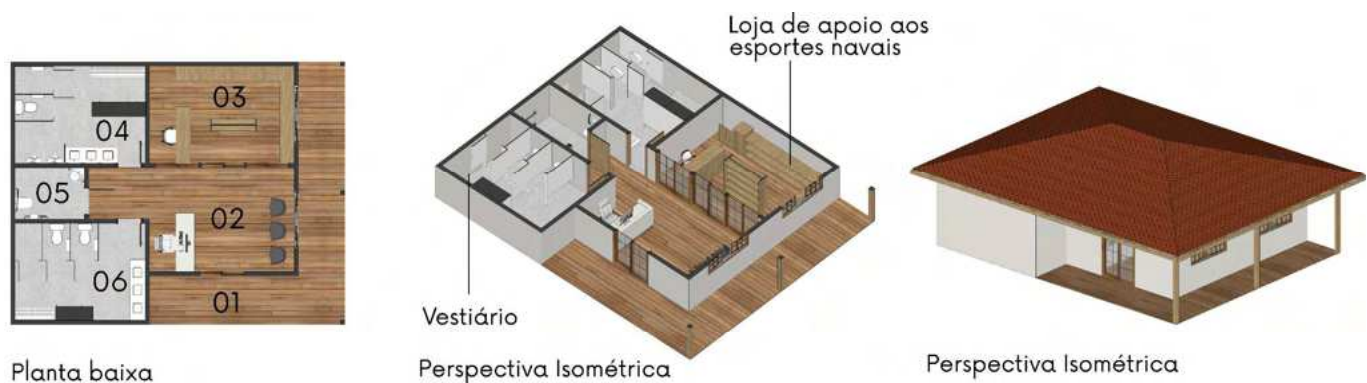 Loja de apoio aos
esportes navais
03
04
05
02
06
01
Vestiário
Planta baixa
Perspectiva Isométrica
Perspectiva Isométrica